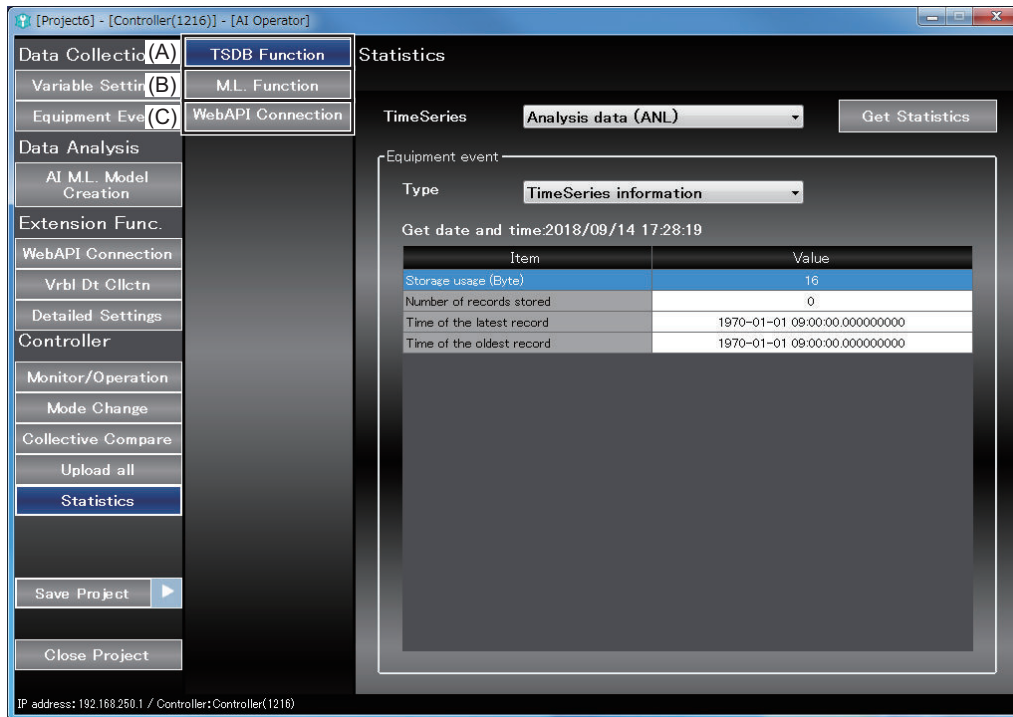 [Project6] - [Controller(1216)] - [AI Operator]
Data Collectio (A)
Variable Settin (B)
Equipment Eve (C)
Data Analysis
AI M.L. Model
Creation
Extension Func.
WebAPI Connection
Vrbl Dt Cllctn
Detailed Settings
Controller
Monitor/Operation
Mode Change
Collective Compare
Upload all
Statistics
Save Project
Close Project
TSDB Function
M.L. Function
WebAPI Connection
Statistics
TimeSeries Analysis data (ANL) Get Statistics
Equipment event
Type TimeSeries information
Get date and time:2018/09/14 17:28:19
Item Value
Storage usage (Byte) 16
Number of records stored 0
Time of the latest record 1970-01-01 09:00:00.000000000
Time of the oldest record 1970-01-01 09:00:00.000000000
IP address: 192.168.250.1 / Controller:Controller(1216)